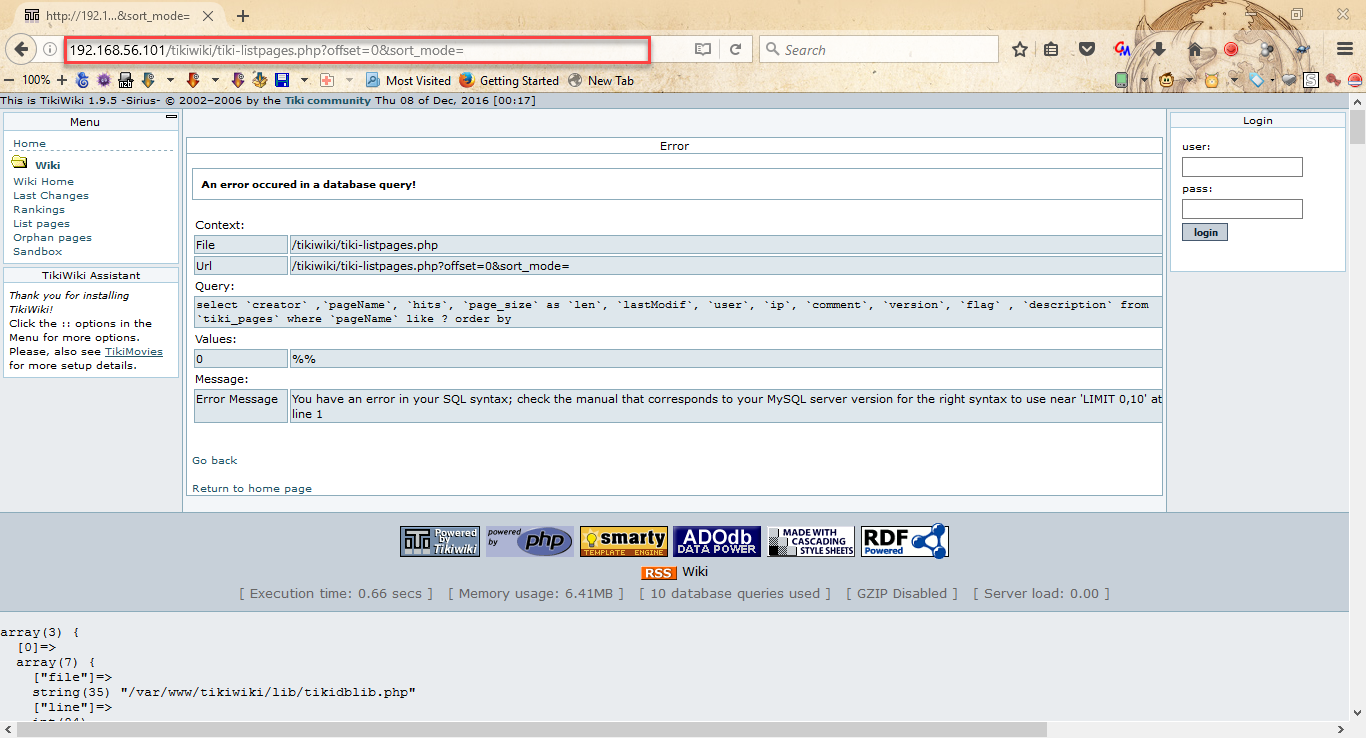 http://192.1...&sort_mode=
192.168.56.101/tikiwiki/tiki-listpages.php?offset=0&sort_mode=
Search
100%
Most Visited
Getting Started
New Tab
This is TikiWiki 1.9.5 -Sirius- © 2002–2006 by the Tiki community Thu 08 of Dec, 2016 [00:17]
Menu
Home
Wiki
Wiki Home
Last Changes
Rankings
List pages
Orphan pages
Sandbox
TikiWiki Assistant
Thank you for installing
TikiWiki!
Click the :: options in the
Menu for more options.
Please, also see TikiMovies
for more setup details.
Error
An error occured in a database query!
Context:
File /tikiwiki/tiki-listpages.php
Url /tikiwiki/tiki-listpages.php?offset=0&sort_mode=
Query:
select `creator` ,`pageName`, `hits`, `page_size` as `len`, `lastModif`, `user`, `ip`, `comment`, `version`, `flag` , `description` from
`tiki_pages` where `pageName` like ? order by
Values:
0 %%
Message:
Error Message You have an error in your SQL syntax; check the manual that corresponds to your MySQL server version for the right syntax to use near 'LIMIT 0,10' at
line 1
Go back
Return to home page
Login
user:
pass:
login
Powered
by Tikiwiki
powered
by php
smarty
TEMPLATE ENGINE
ADOdb
DATA POWER
MADE WITH
CASCADING
STYLE SHEETS
RDF
Powered
RSS Wiki
[ Execution time: 0.66 secs ] [ Memory usage: 6.41MB ] [ 10 database queries used ] [ GZIP Disabled ] [ Server load: 0.00 ]
array(3) {
[0]=>
array(7) {
["file"]=>
string(35) "/var/www/tikiwiki/lib/tikidblib.php"
["line"]=>